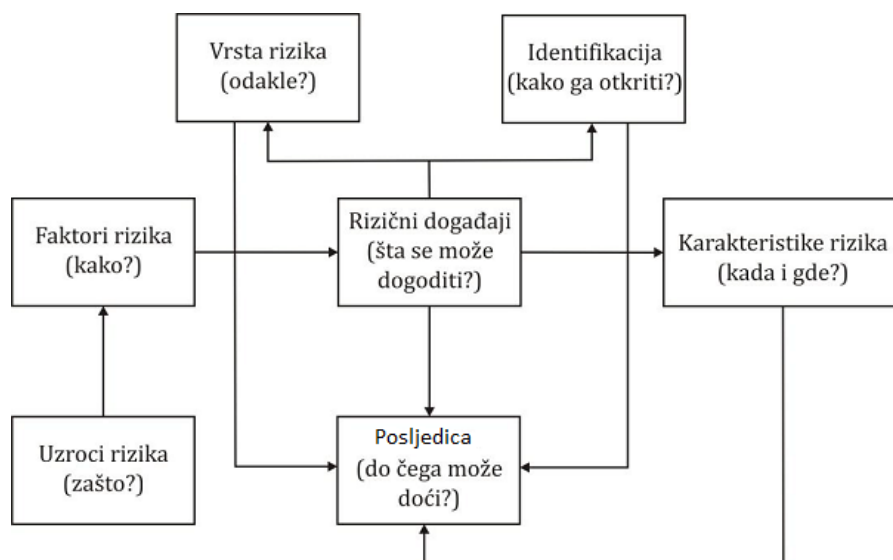 Vrsta rizika
(odakle?)
Identifikacija
(kako ga otkriti?)
Faktori rizika
(kako?)
Rizični događaji
(šta se može
dogoditi?)
Karakteristike rizika
(kada i gde?)
Uzroci rizika
(zašto?)
Posljedica
(do čega može
doći?)